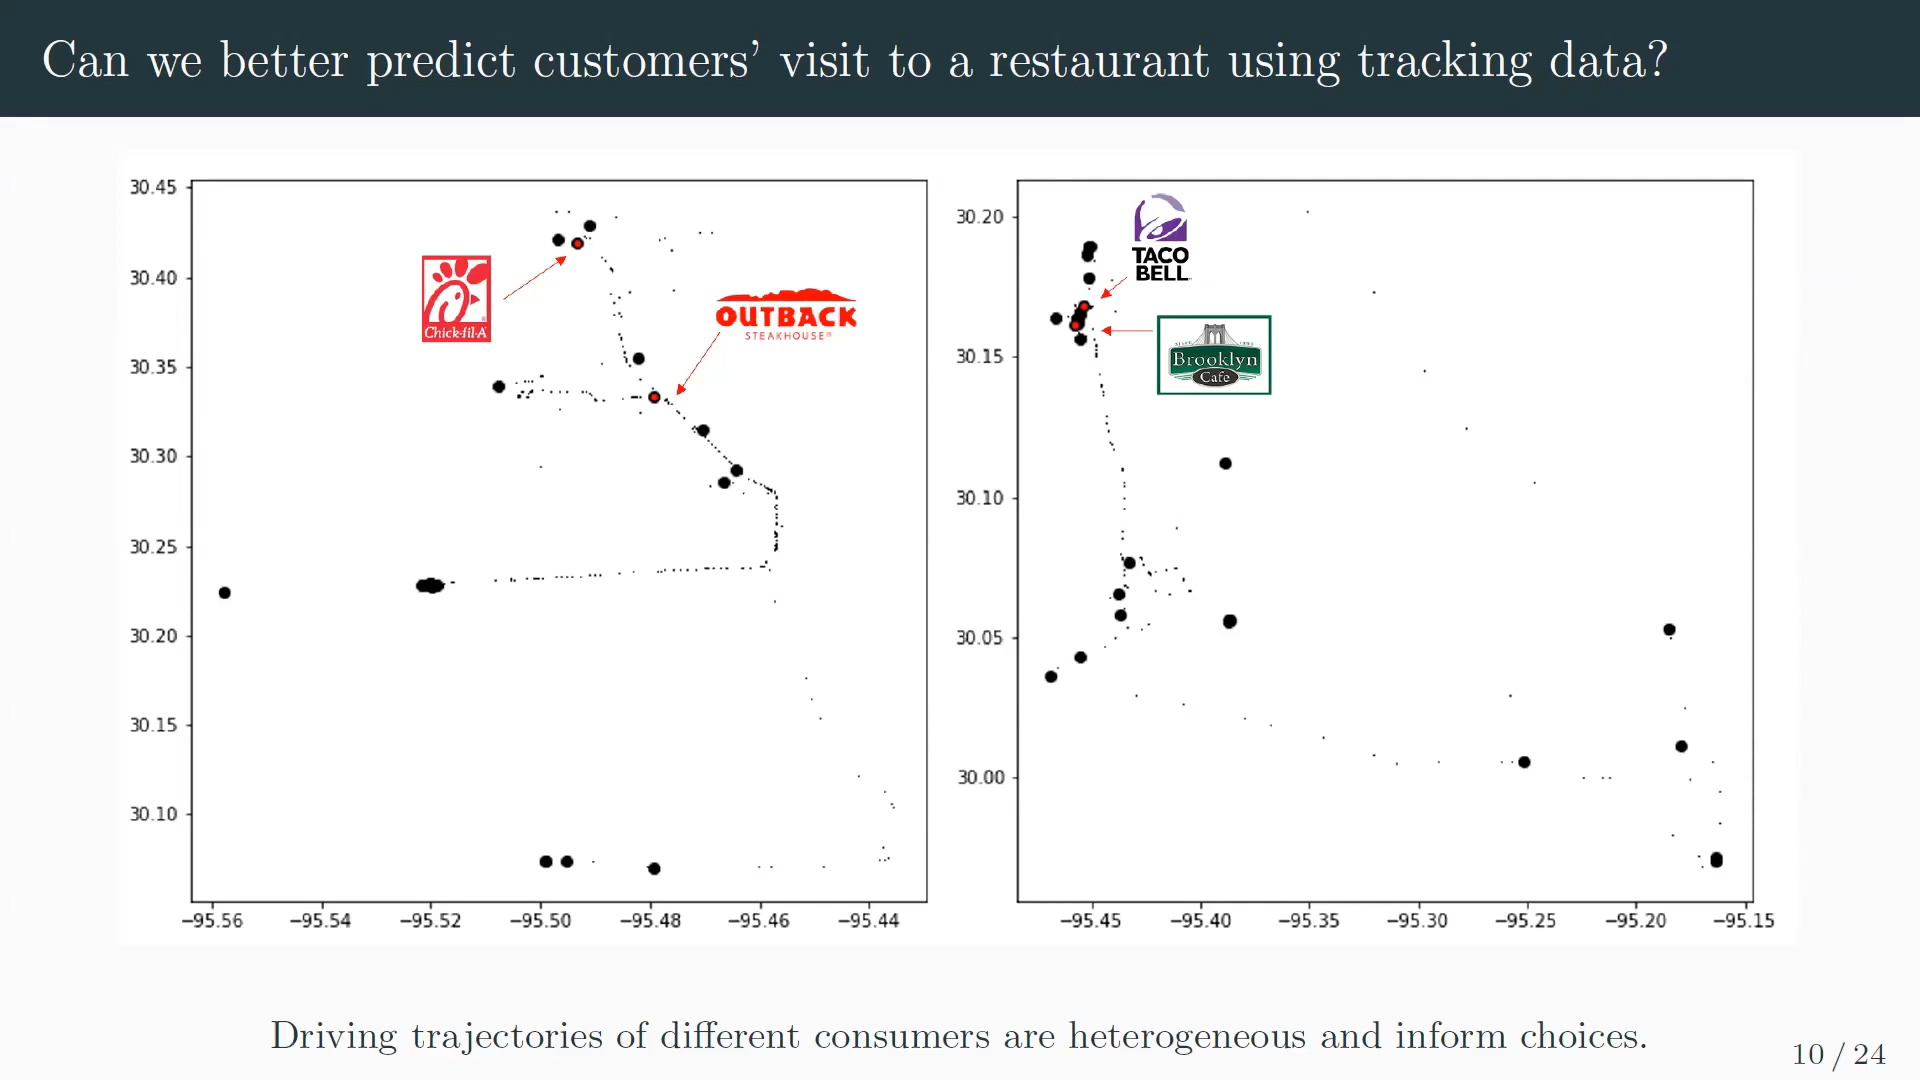 Can we better predict customers' visit to a restaurant using tracking data?
30.45
30.40
30.35
30.30
30.25
30.20
30.15
30.10
−95.56 −95.54 −95.52 −95.50 −95.48 −95.46 −95.44
Chick-fil-A
OUTBACK
STEAKHOUSE®
30.20
30.15
30.10
30.05
30.00
−95.45 −95.40 −95.35 −95.30 −95.25 −95.20 −95.15
TACO
BELL
Brooklyn
Cafe
Driving trajectories of different consumers are heterogeneous and inform choices.
10 / 24